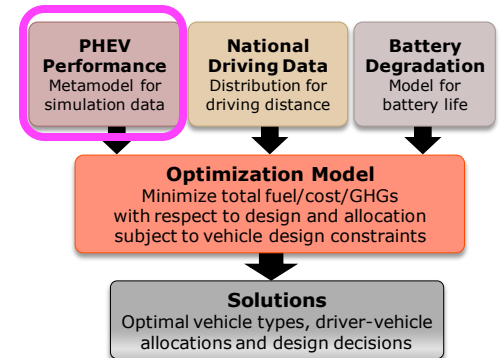 PHEV
Performance
Metamodel for
simulation data
National
Driving Data
Distribution for
driving distance
Battery
Degradation
Model for
battery life
Optimization Model
Minimize total fuel/cost/GHGs
with respect to design and allocation
subject to vehicle design constraints
Solutions
Optimal vehicle types, driver-vehicle
allocations and design decisions